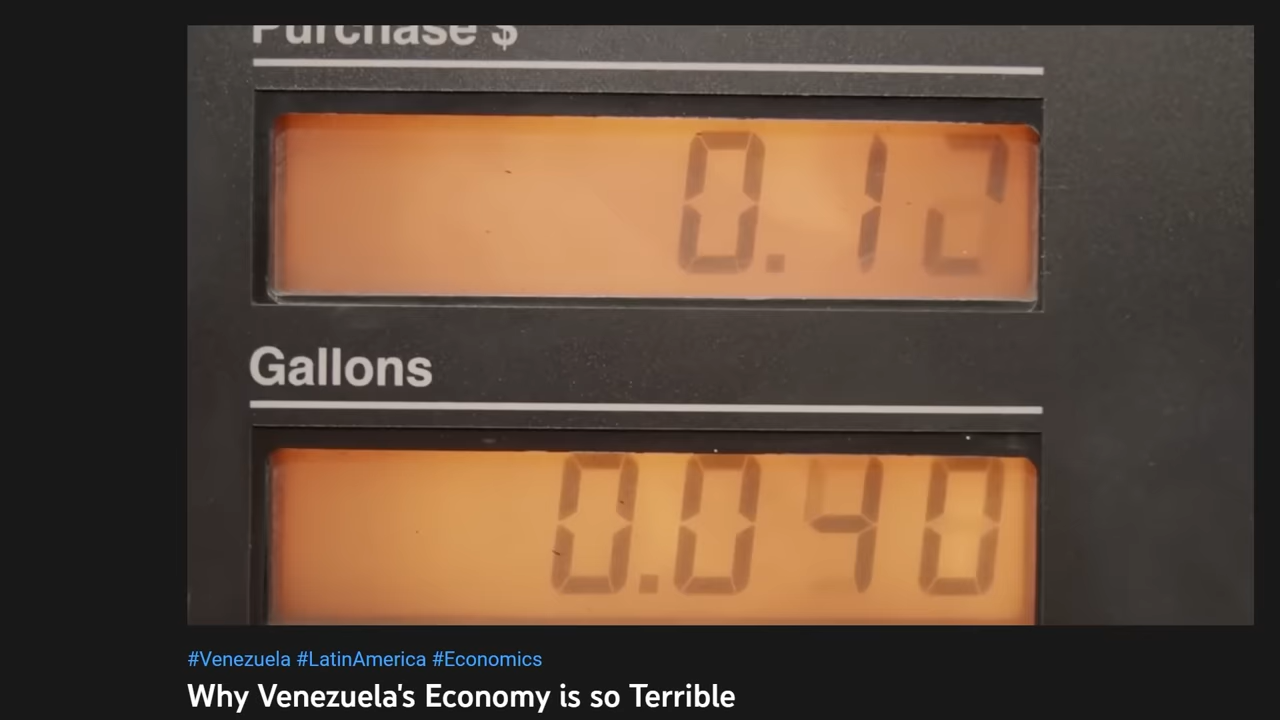 Purchase $
0.12
Gallons
0.040
#Venezuela #LatinAmerica #Economics
Why Venezuela's Economy is so Terrible